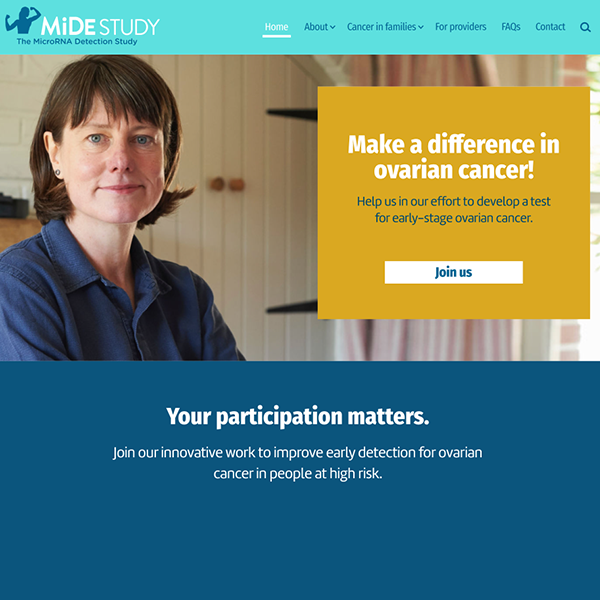 MiDE STUDY
The MicroRNA Detection Study
Home About Cancer in families For providers FAQs Contact
Make a difference in
ovarian cancer!
Help us in our effort to develop a test
for early-stage ovarian cancer.
Join us
Your participation matters.
Join our innovative work to improve early detection for ovarian
cancer in people at high risk.